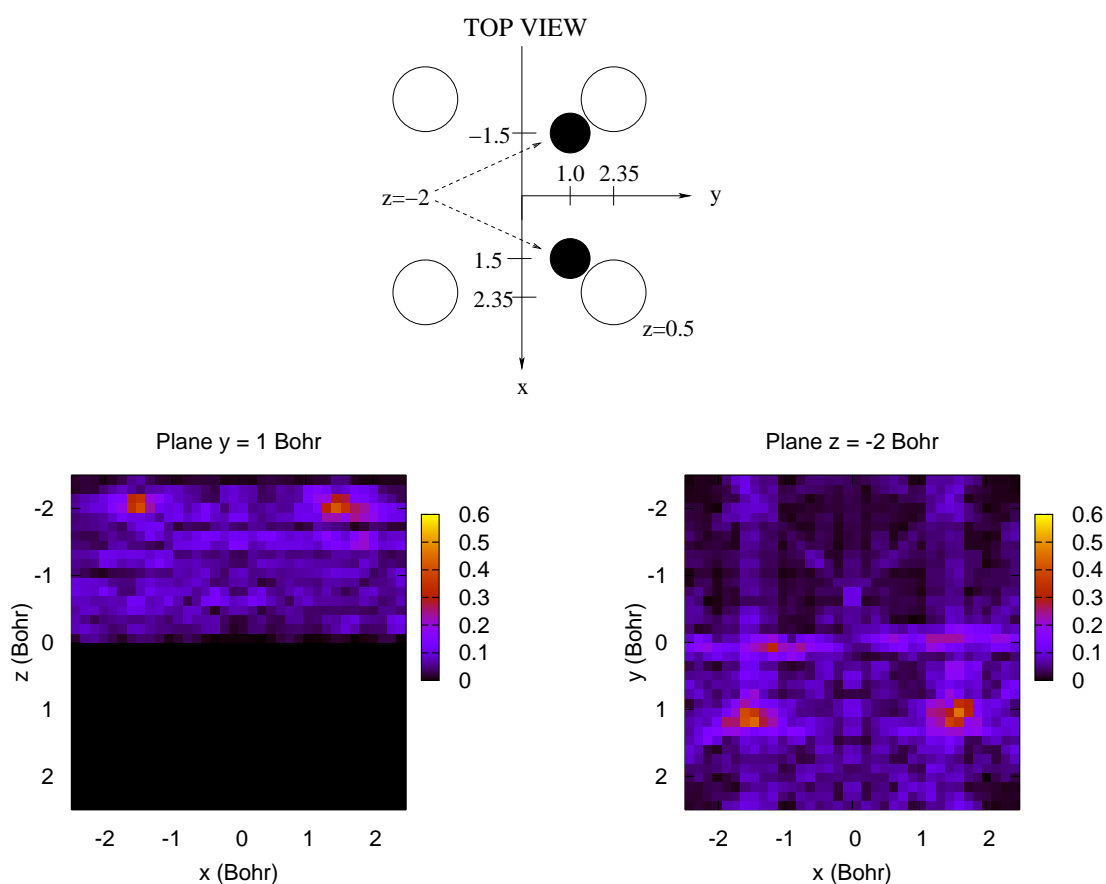 TOP VIEW
−1.5
1.0 2.35
z=−2
y
1.5
2.35
z=0.5
x
Plane y = 1 Bohr
-2
-1
0
1
2
z (Bohr)
-2 -1 0 1 2
x (Bohr)
0.6
0.5
0.4
0.3
0.2
0.1
0
Plane z = -2 Bohr
-2
-1
0
1
2
y (Bohr)
-2 -1 0 1 2
x (Bohr)
0.6
0.5
0.4
0.3
0.2
0.1
0